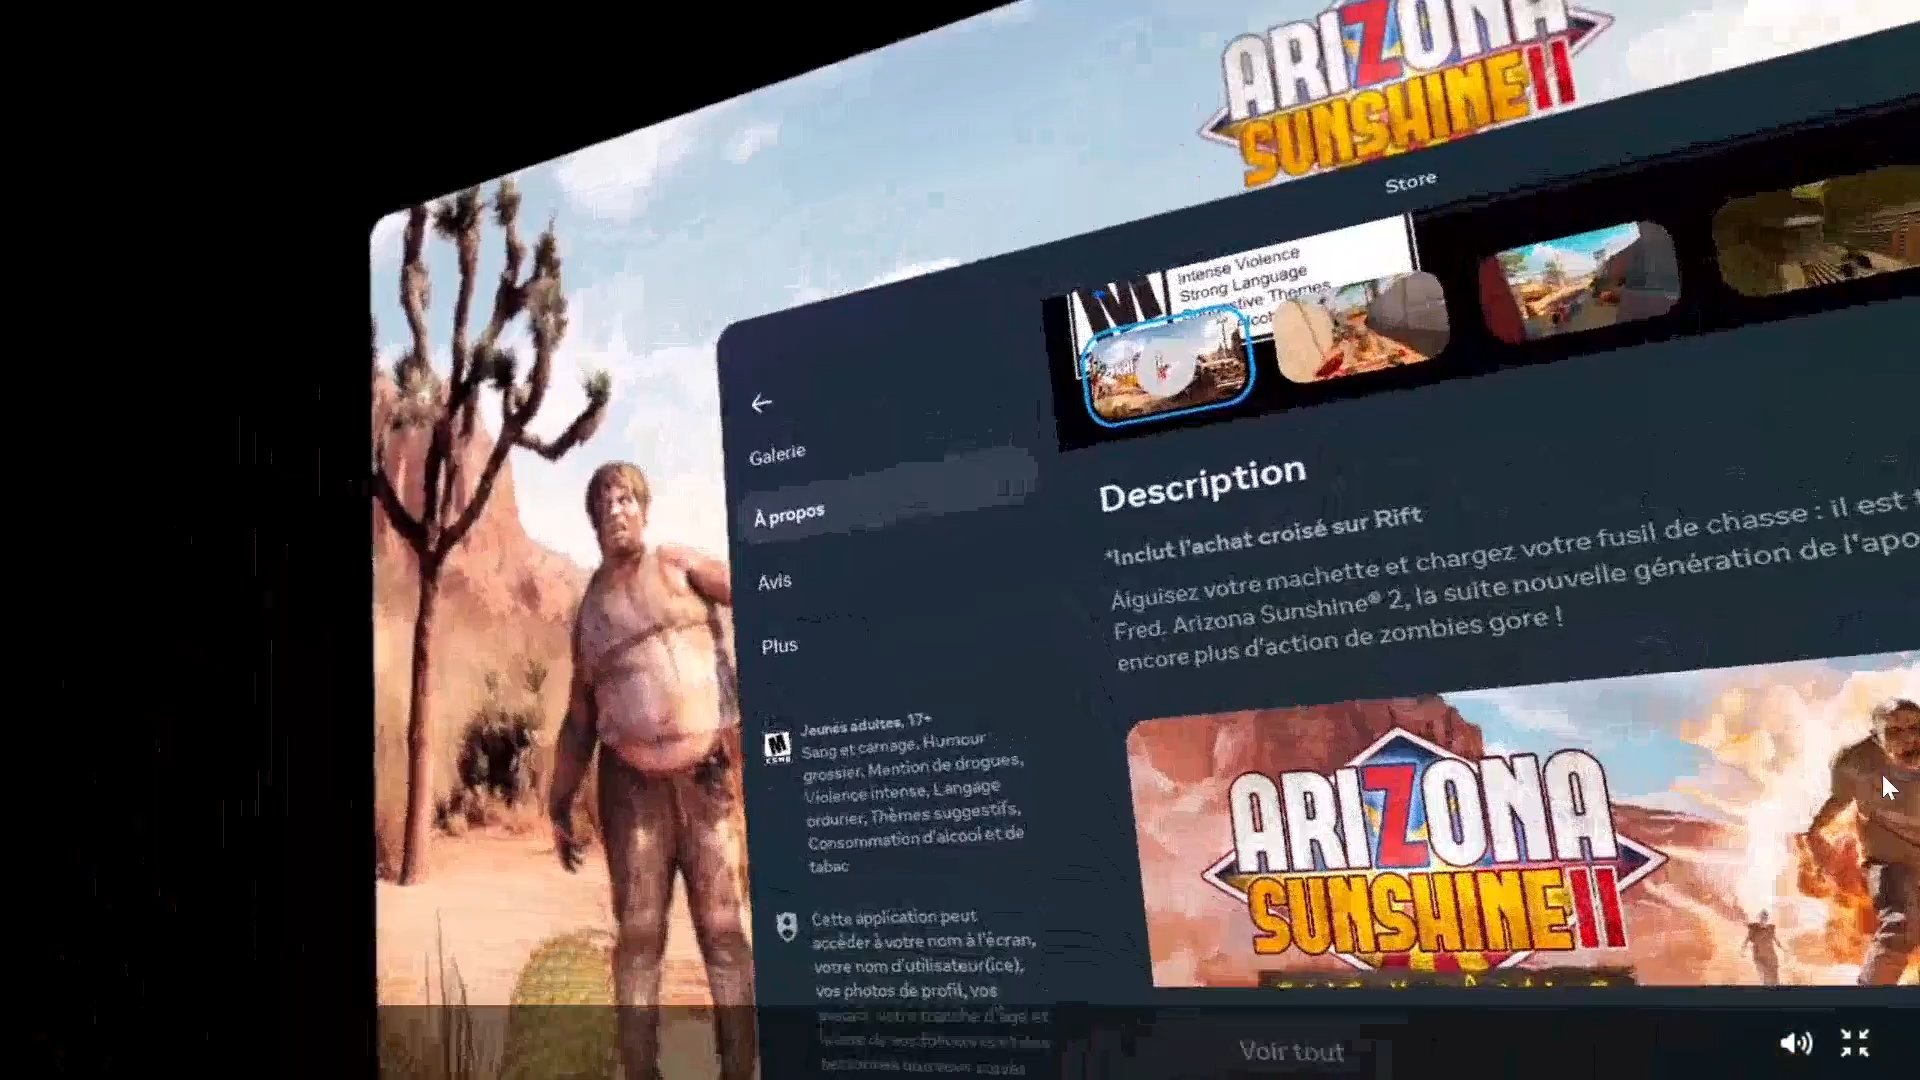 ARIZONA
SUNSHINE II
Store
Intense Violence
Strong Language
Themes
←
Galerie
À propos
Avis
Plus
Description
*Inclut l'achat croisé sur Rift
Aiguisez votre machette et chargez votre fusil de chasse : il est
Fred. Arizona Sunshine® 2, la suite nouvelle génération de l'apo
encore plus d'action de zombies gore !
M
ESRB
Jeunes adultes, 17+
Sang et carnage, Humour
grossier, Mention de drogues,
Violence intense, Langage
ordurier, Thèmes suggestifs,
Consommation d'alcool et de
tabac
Cette application peut
accéder à votre nom à l'écran,
votre nom d'utilisateur(ice),
vos photos de profil, vos
ARIZONA
SUNSHINE II
Voir tout